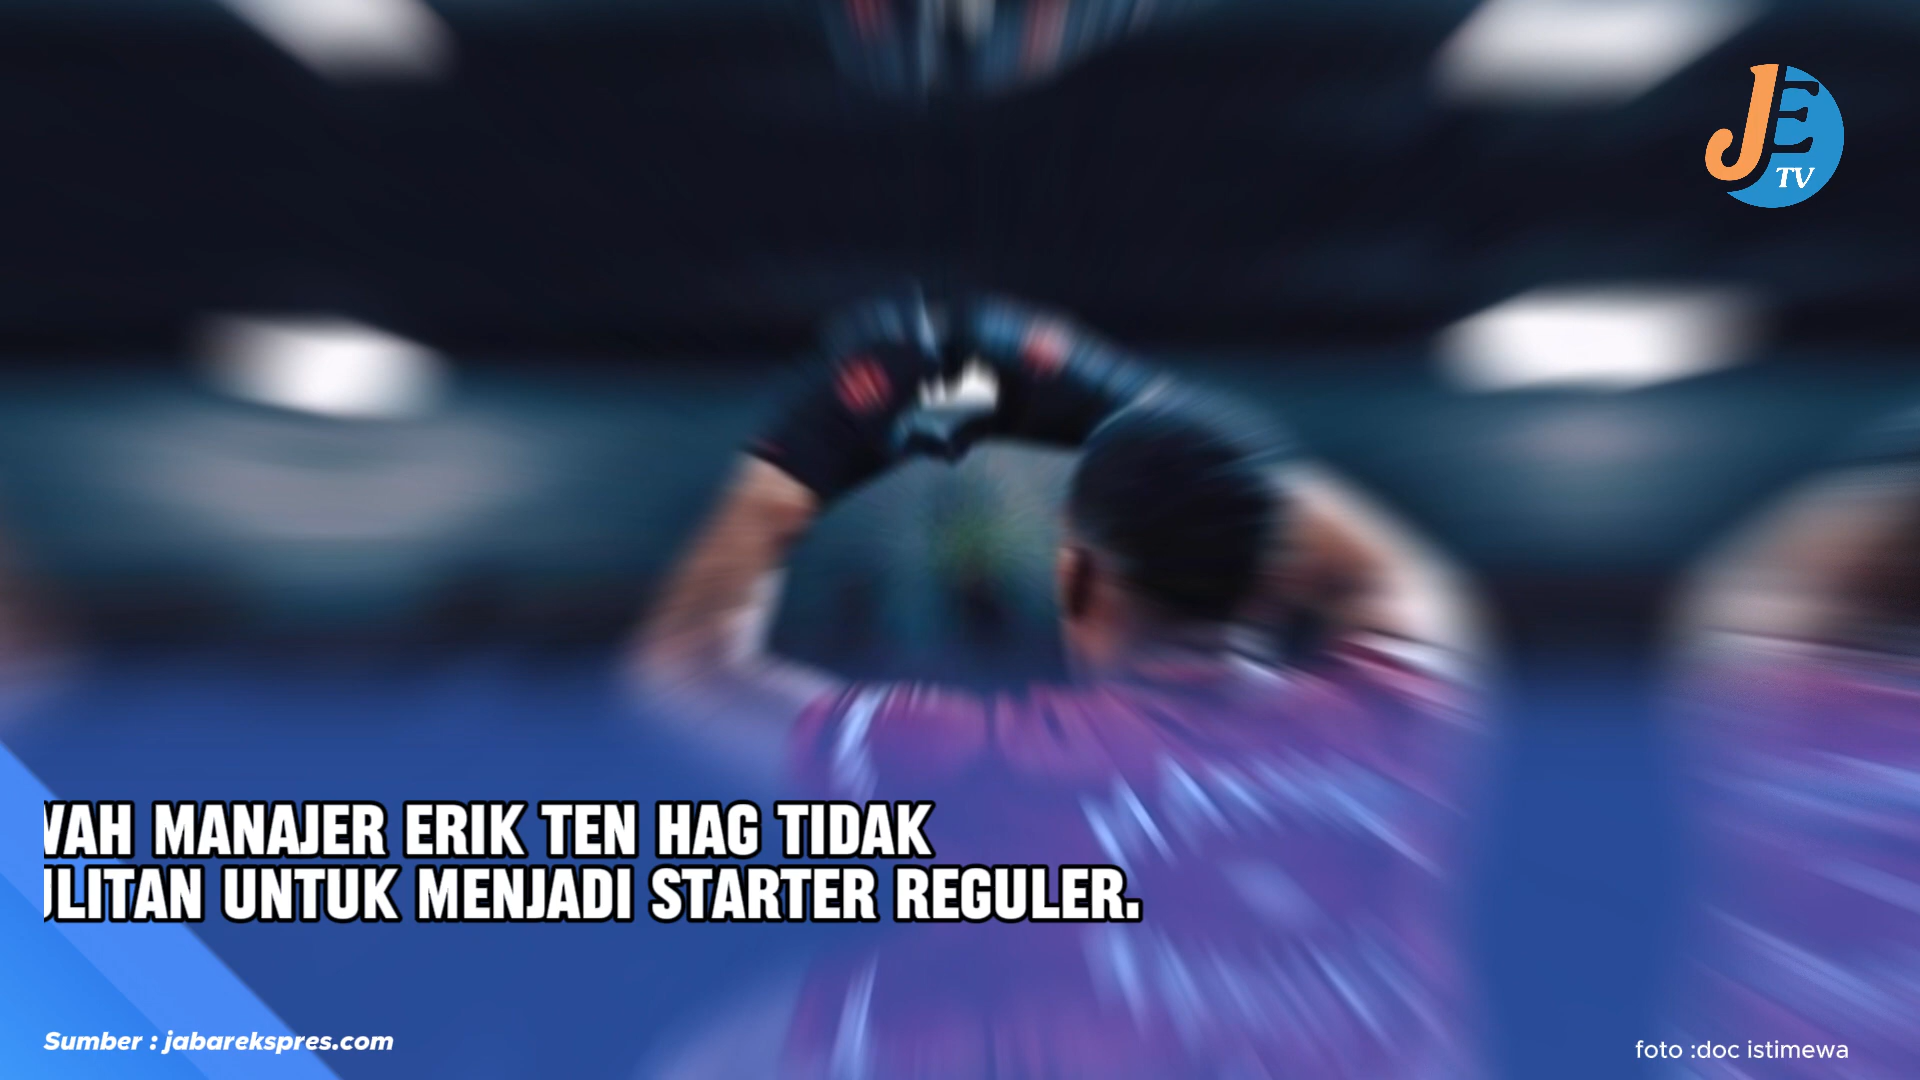 JE
TV
MANAJER ERIK TEN HAG TIDAK
UNTUK MENJADI STARTER REGULER.
Sumber : jabarekspres.com
foto :doc istimewa